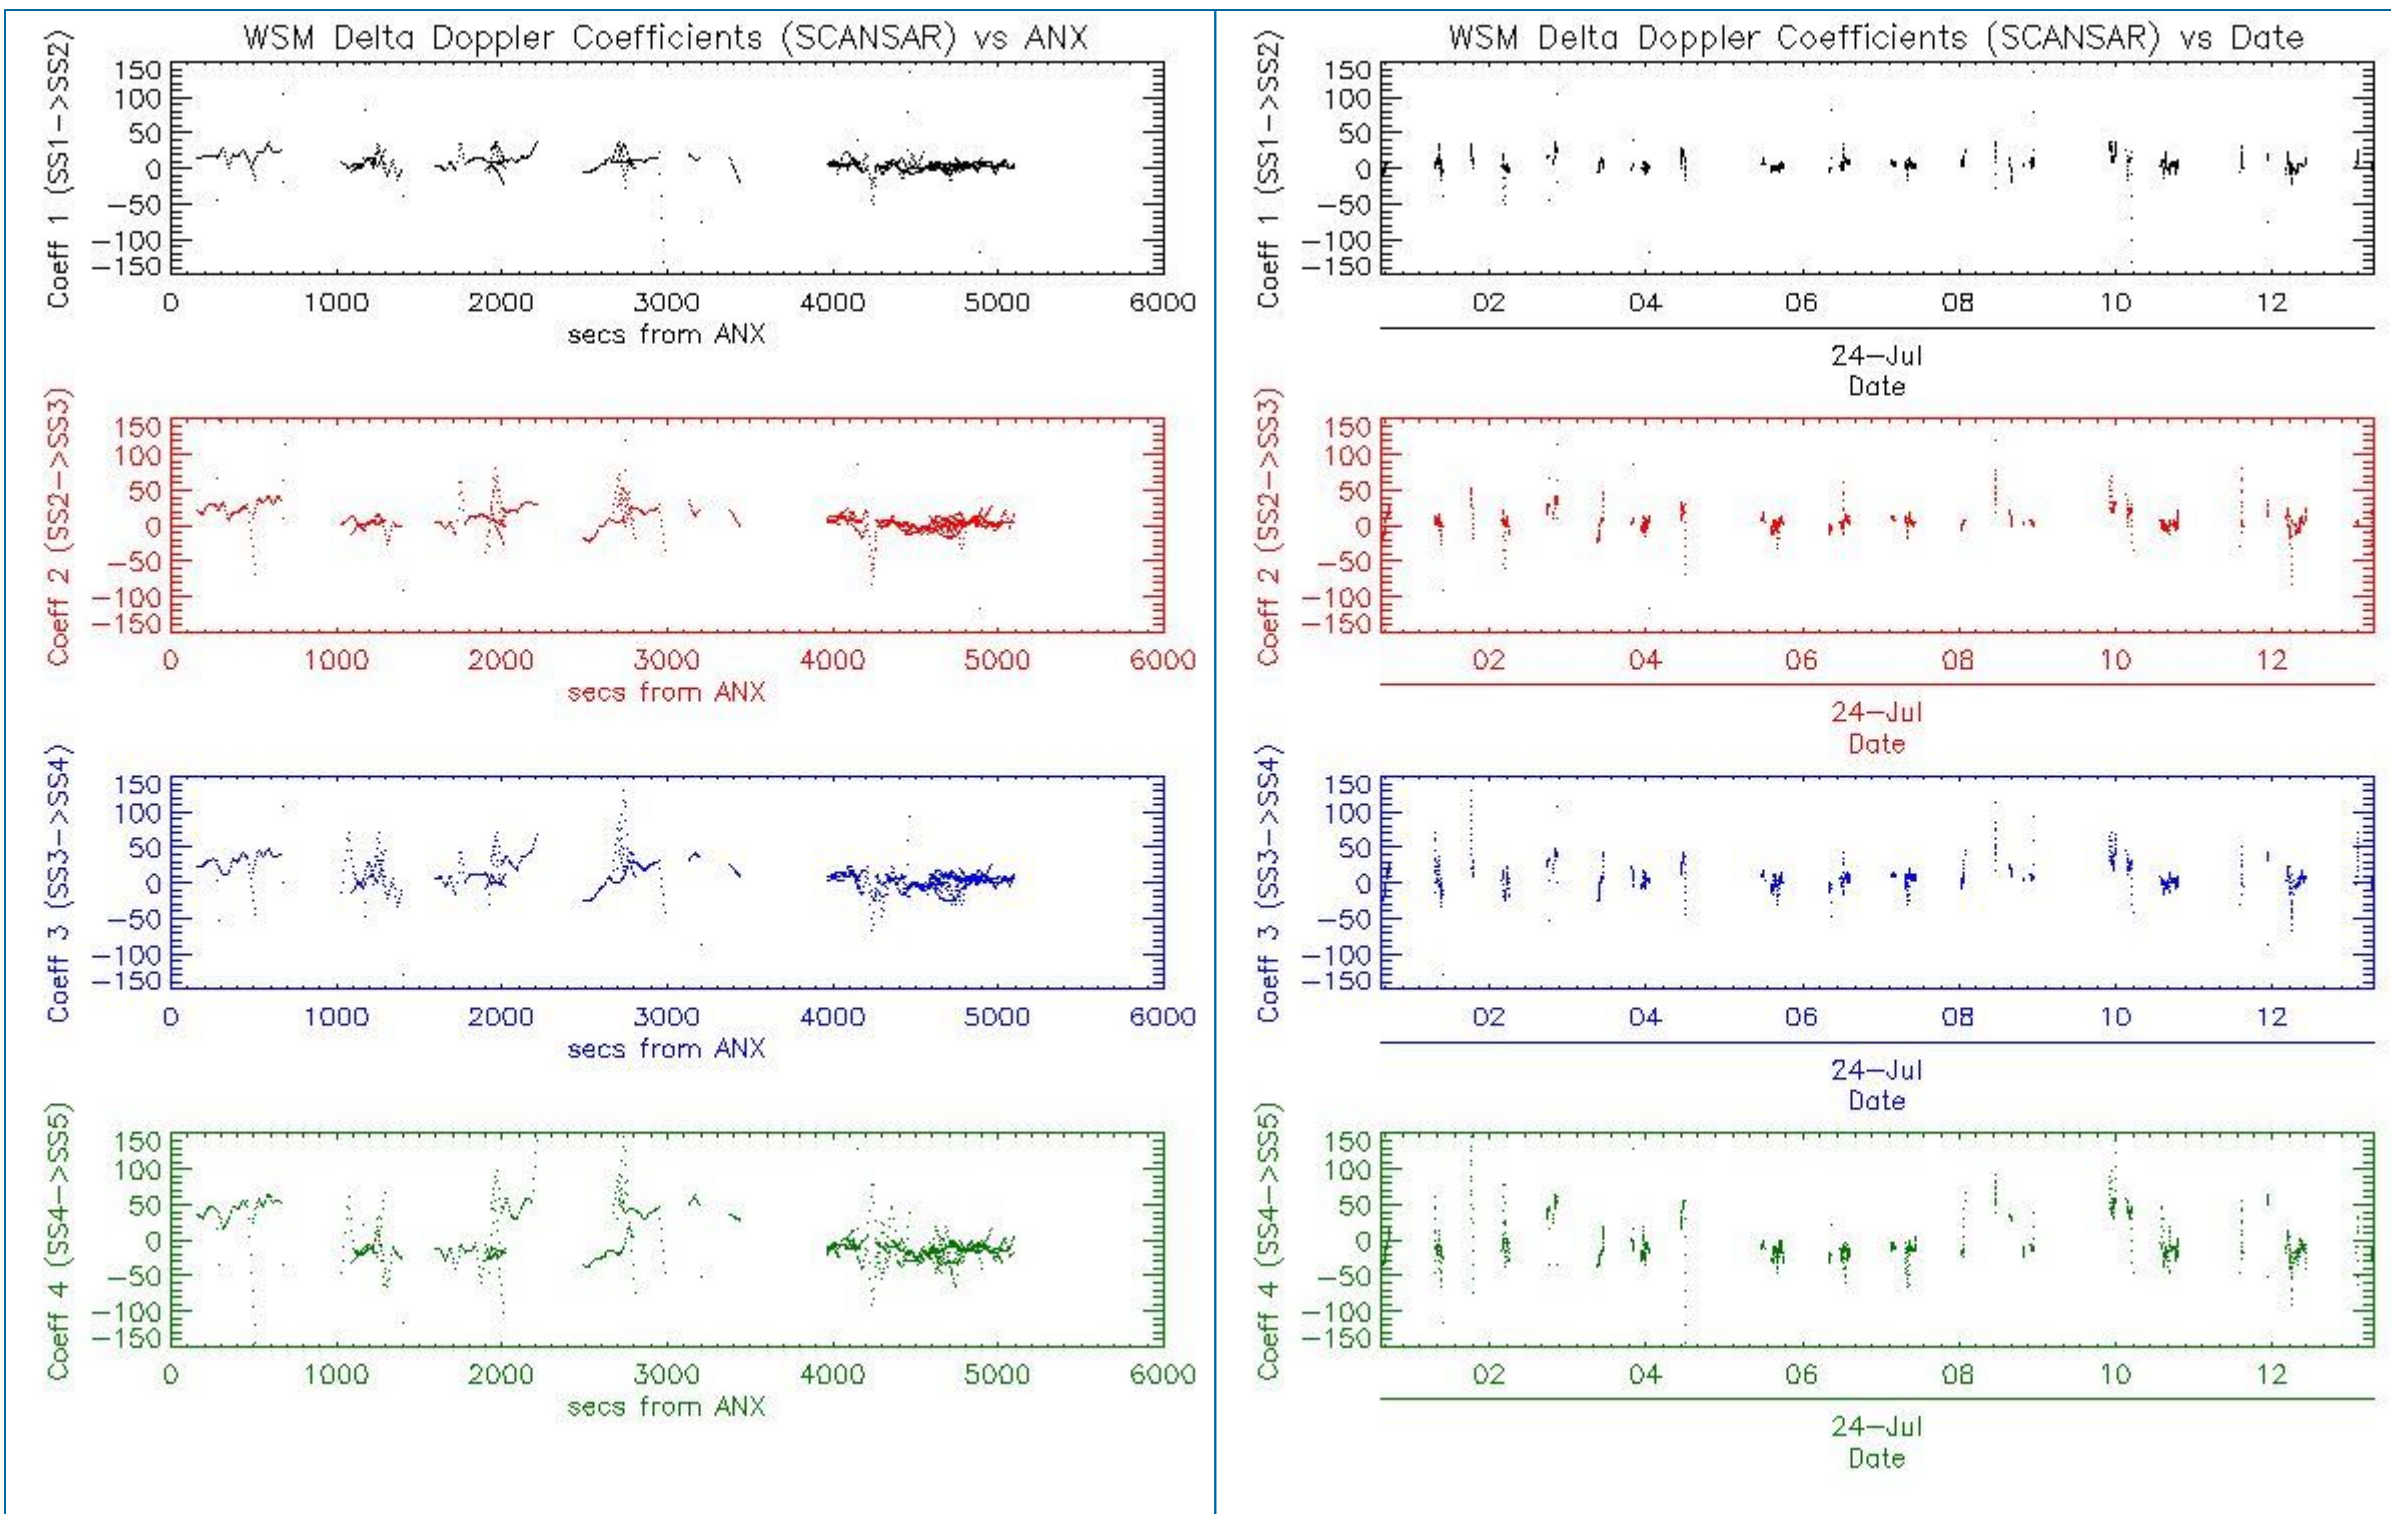 WSM Delta Doppler Coefficients (SCANSAR) vs ANX
Coeff 1 (SS1->SS2)
150
100
50
0
-50
-100
-150
0 1000 2000 3000 4000 5000 6000
secs from ANX
Coeff 2 (SS2->SS3)
150
100
50
0
-50
-100
-150
0 1000 2000 3000 4000 5000 6000
secs from ANX
Coeff 3 (SS3->SS4)
150
100
50
0
-50
-100
-150
0 1000 2000 3000 4000 5000 6000
secs from ANX
Coeff 4 (SS4->SS5)
150
100
50
0
-50
-100
-150
0 1000 2000 3000 4000 5000 6000
secs from ANX
WSM Delta Doppler Coefficients (SCANSAR) vs Date
Coeff 1 (SS1->SS2)
150
100
50
0
-50
-100
-150
02 04 06 08 10 12
24-Jul
Date
Coeff 2 (SS2->SS3)
150
100
50
0
-50
-100
-150
02 04 06 08 10 12
24-Jul
Date
Coeff 3 (SS3->SS4)
150
100
50
0
-50
-100
-150
02 04 06 08 10 12
24-Jul
Date
Coeff 4 (SS4->SS5)
150
100
50
0
-50
-100
-150
02 04 06 08 10 12
24-Jul
Date